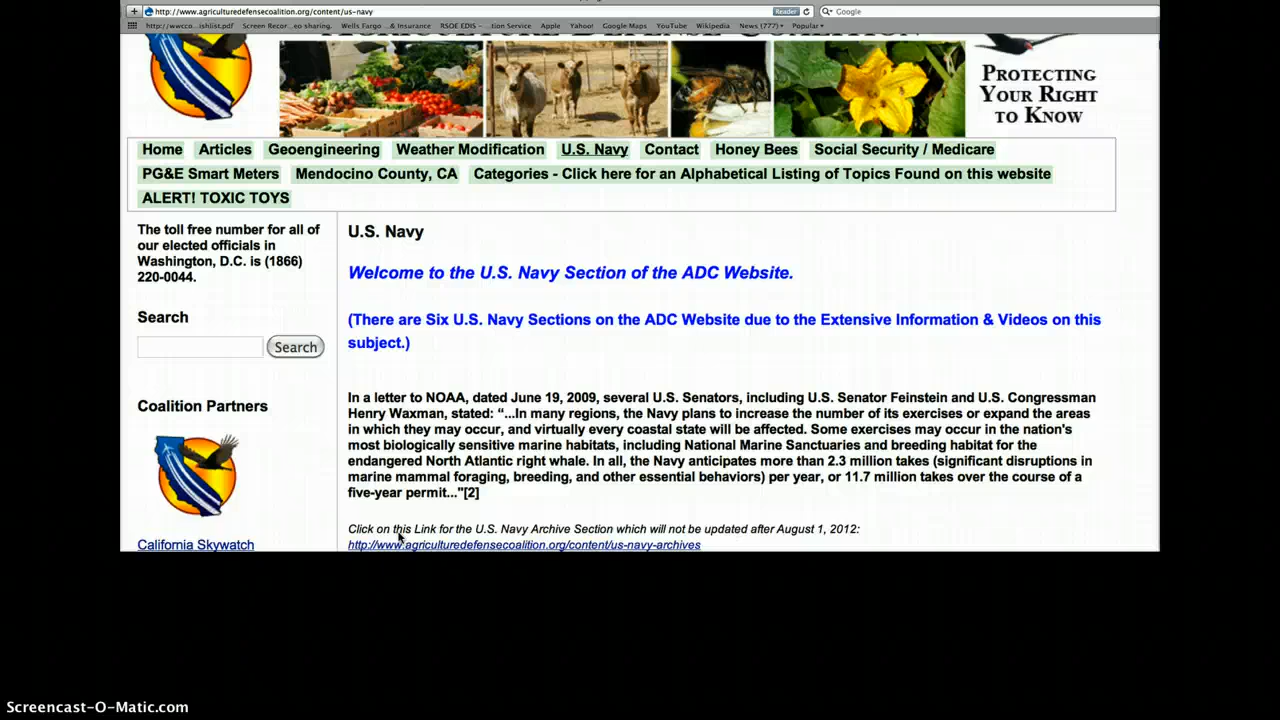 http://www.agriculturedefensecoalition.org/content/us-navy
Reader
Google
http://wwcco...ishlist.pdf Screen Recor...eo-sharing. Wells Fargo ...& Insurance RSOE EDIS - ...tion Service Apple Yahoo! Google Maps YouTube Wikipedia News (777) Popular
AGRICULTURE DEFENSE COALITION
PROTECTING
YOUR RIGHT
TO KNOW
Home Articles Geoengineering Weather Modification U.S. Navy Contact Honey Bees Social Security / Medicare
PG&E Smart Meters Mendocino County, CA Categories - Click here for an Alphabetical Listing of Topics Found on this website
ALERT! TOXIC TOYS
The toll free number for all of
our elected officials in
Washington, D.C. is (1866)
220-0044.
Search
Search
Coalition Partners
California Skywatch
U.S. Navy
Welcome to the U.S. Navy Section of the ADC Website.
(There are Six U.S. Navy Sections on the ADC Website due to the Extensive Information & Videos on this
subject.)
In a letter to NOAA, dated June 19, 2009, several U.S. Senators, including U.S. Senator Feinstein and U.S. Congressman
Henry Waxman, stated: “...In many regions, the Navy plans to increase the number of its exercises or expand the areas
in which they may occur, and virtually every coastal state will be affected. Some exercises may occur in the nation's
most biologically sensitive marine habitats, including National Marine Sanctuaries and breeding habitat for the
endangered North Atlantic right whale. In all, the Navy anticipates more than 2.3 million takes (significant disruptions in
marine mammal foraging, breeding, and other essential behaviors) per year, or 11.7 million takes over the course of a
five-year permit..."[2]
Click on this Link for the U.S. Navy Archive Section which will not be updated after August 1, 2012:
http://www.agriculturedefensecoalition.org/content/us-navy-archives
Screencast-O-Matic.com